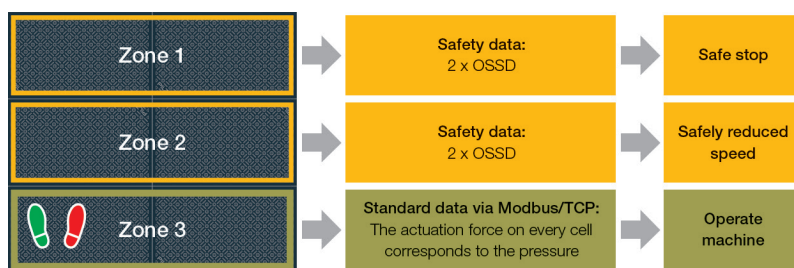 Zone 1
Safety data:
2 x OSSD
Safe stop
Zone 2
Safety data:
2 x OSSD
Safely reduced
speed
Zone 3
Standard data via Modbus/TCP:
The actuation force on every cell
corresponds to the pressure
Operate
machine